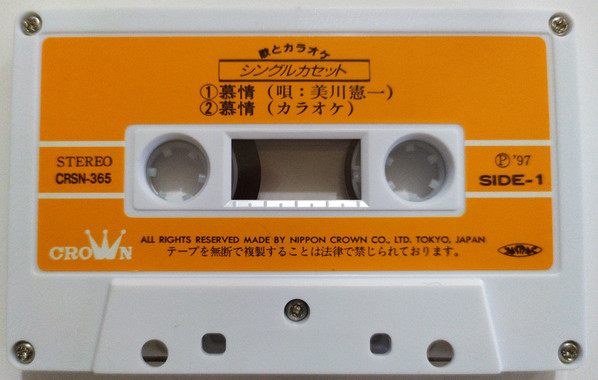 歌とカラオケ
シングルカセット
①慕情（唄：美川憲一）
②慕情（カラオケ）
STEREO
CRSN-365
Ⓟ'97
SIDE-1
CROWN
ALL RIGHTS RESERVED MADE BY NIPPON CROWN CO., LTD. TOKYO, JAPAN
テープを無断で複製することは法律で禁じられております。
JASRAC